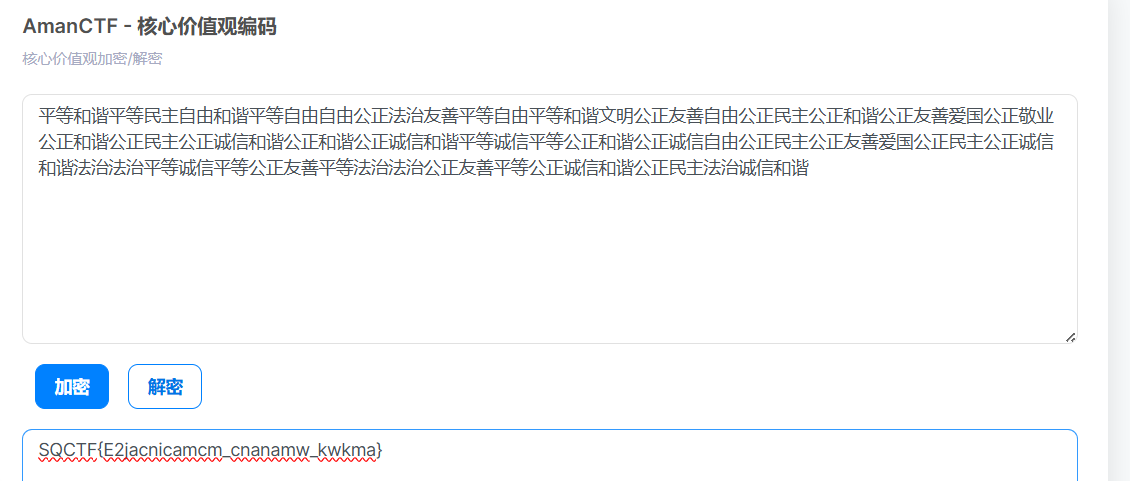 AmanCTF - 核心价值观编码
核心价值观加密/解密
平等和谐平等民主自由和谐平等自由自由公正法治友善平等自由平等和谐文明公正友善自由公正民主公正和谐公正友善爱国公正敬业
公正和谐公正民主公正诚信和谐公正和谐公正诚信和谐平等诚信平等公正和谐公正诚信自由公正民主公正友善爱国公正民主公正诚信
和谐法治法治平等诚信平等公正友善平等法治法治公正友善平等公正诚信和谐公正民主法治诚信和谐
加密
解密
SQCTF{E2jacnicamcm_cnanamw_kwkma}